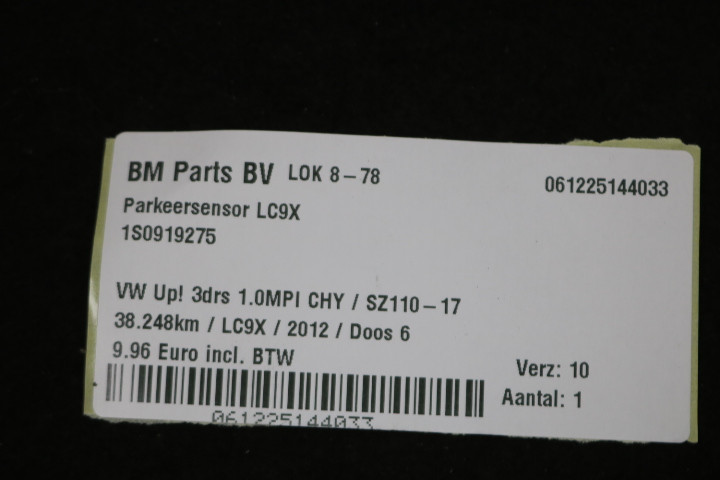 BM Parts BV LOK 8-78
061225144033
Parkeersensor LC9X
1S0919275
VW Up! 3drs 1.0MPI CHY / SZ110-17
38.248km / LC9X / 2012 / Doos 6
9.96 Euro incl. BTW
Verz: 10
Aantal: 1
061225144033